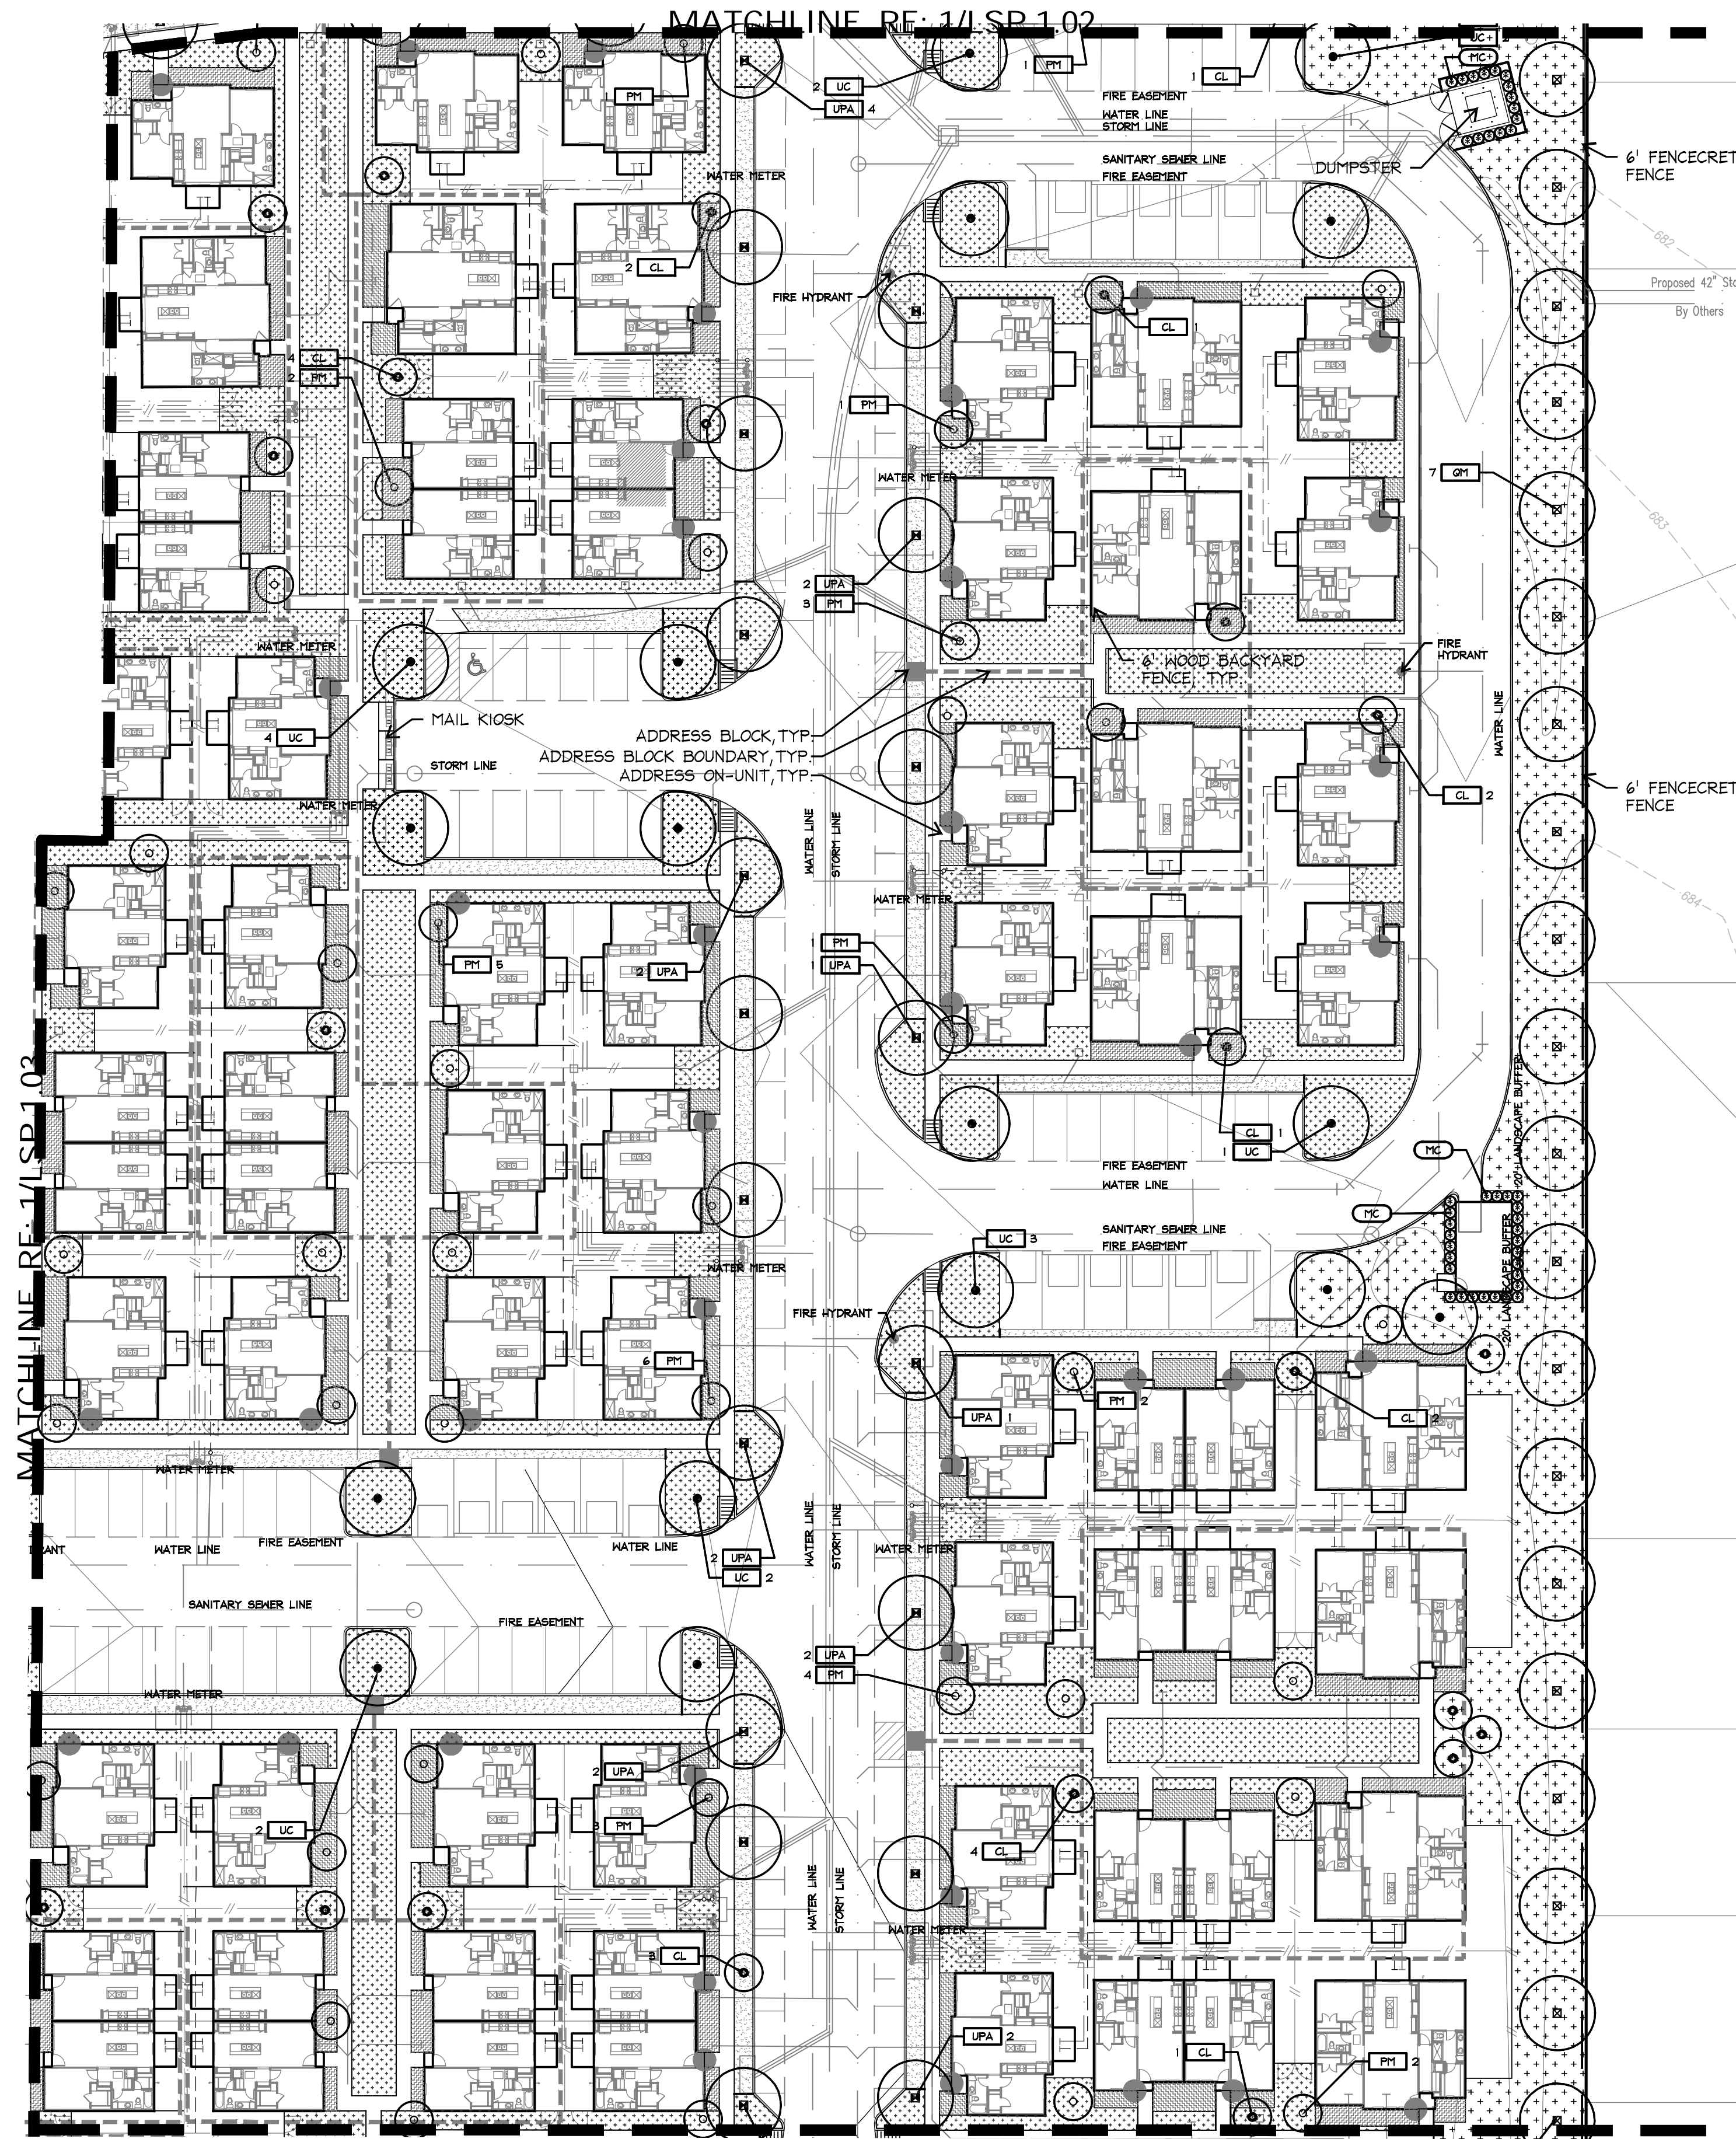 MATCHLINE RE: 1/LSP 1.02
UC
MC
1 PM
1 CL
2 UC
UPA 4
PM
FIRE EASEMENT
WATER LINE
STORM LINE
SANITARY SEWER LINE
FIRE EASEMENT
DUMPSTER
6' FENCECRET
FENCE
WATER METER
682
2 CL
FIRE HYDRANT
Proposed 42" Sto
By Others
CL 1
4 CL
2 PM
1 PM
WATER METER
7 QM
683
2 UPA
3 PM
WATER METER
6' WOOD BACKYARD
FENCE, TYP.
FIRE
HYDRANT
WATER LINE
MAIL KIOSK
4 UC
ADDRESS BLOCK, TYP.
ADDRESS BLOCK BOUNDARY, TYP.
ADDRESS ON-UNIT, TYP.
STORM LINE
WATER METER
CL 2
6' FENCECRET
FENCE
WATER LINE
STORM LINE
WATER METER
684
1 PM
1 UPA
PM 5
2 UPA
MATCHLINE RE: 1/LSP 1.03
CL 1
1 UC
MC
20' LANDSCAPE BUFFER
FIRE EASEMENT
WATER LINE
MC
SANITARY SEWER LINE
FIRE EASEMENT
20' LANDSCAPE BUFFER
UC 3
WATER METER
FIRE HYDRANT
6 PM
PM 2
UPA 1
CL 2
WATER METER
WATER LINE
STORM LINE
DRANT
WATER LINE
FIRE EASEMENT
WATER LINE
WATER METER
2 UPA
UC 2
SANITARY SEWER LINE
FIRE EASEMENT
2 UPA
4 PM
WATER METER
2 UPA
3 PM
2 UC
4 CL
WATER LINE
STORM LINE
WATER METER
3 CL
UPA 2
1 CL
PM 2